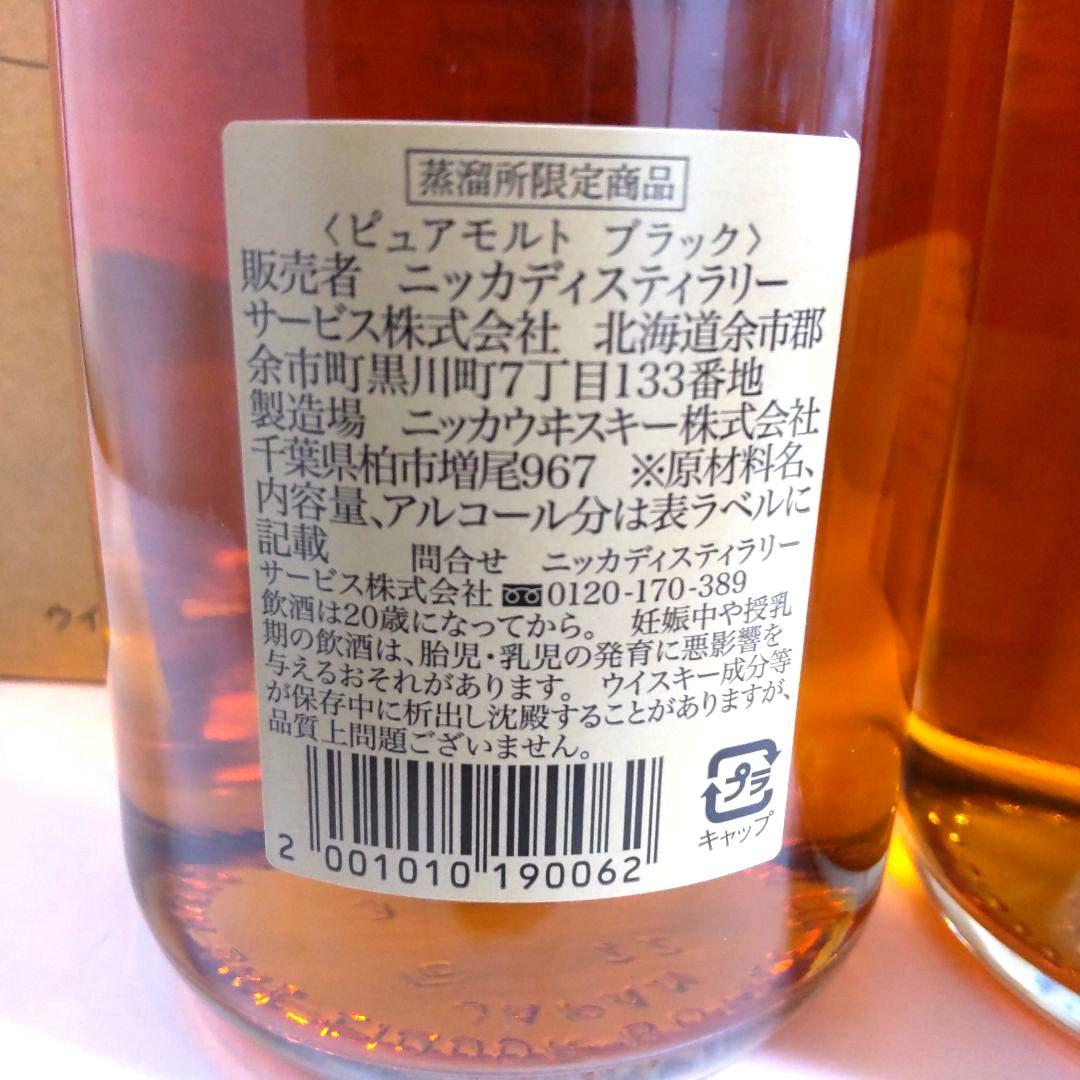 蒸溜所限定商品
〈ピュアモルト ブラック〉
販売者 ニッカディスティラリー
サービス株式会社 北海道余市郡
余市町黒川町7丁目133番地
製造場 ニッカウヰスキー株式会社
千葉県柏市増尾967 ※原材料名、
内容量、アルコール分は表ラベルに
記載 問合せ ニッカディスティラリー
サービス株式会社 0120-170-389
飲酒は20歳になってから。 妊娠中や授乳
期の飲酒は、胎児・乳児の発育に悪影響を
与えるおそれがあります。 ウイスキー成分等
が保存中に析出し沈殿することがありますが、
品質上問題ございません。
プラ
キャップ
2 001010 190062
ウイ